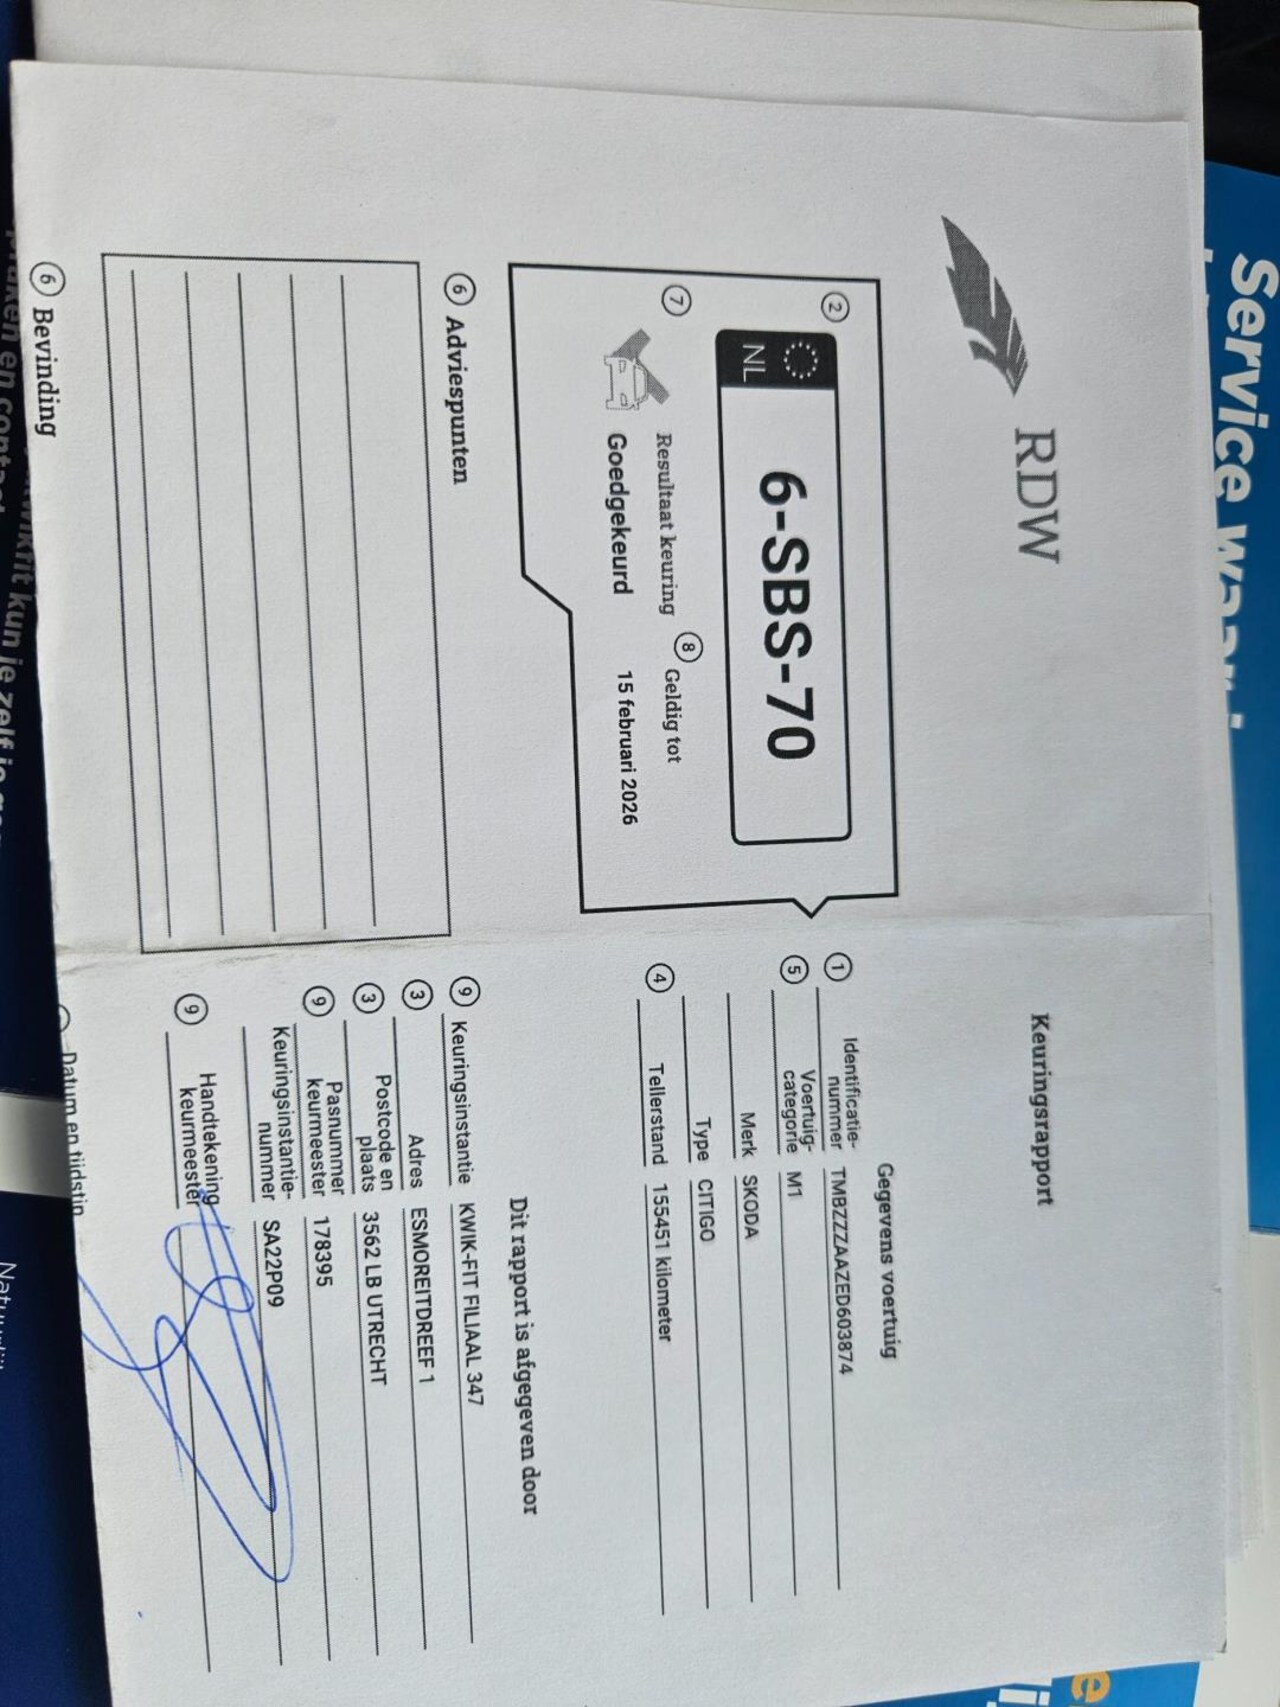 RDW
Keuringsrapport
2
NL
6-SBS-70
7 Resultaat keuring
8 Geldig tot
Goedgekeurd
15 februari 2026
Gegevens voertuig
1 Identificatie-
nummer TMBZZZAAZED603874
5 Voertuig-
categorie M1
Merk SKODA
Type CITIGO
4 Tellerstand 155451 kilometer
6 Adviespunten
Dit rapport is afgegeven door
9 Keuringsinstantie KWIK-FIT FILIAAL 347
3 Adres ESMOREITDREEF 1
3 Postcode en
plaats 3562 LB UTRECHT
9 Pasnummer
keurmeester 178395
Keuringsinstantie-
nummer SA22P09
9 Handtekening
keurmeester
6 Bevinding
Datum en tijdstip
Service
kun je zelf